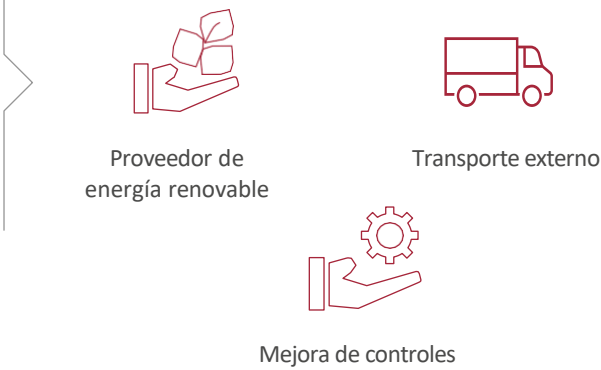 Proveedor de
energía renovable
Transporte externo
Mejora de controles